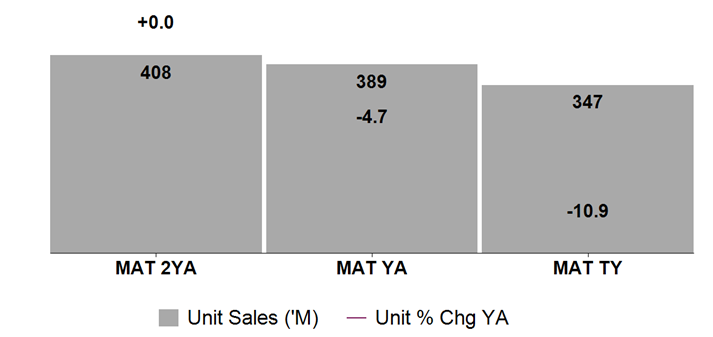 +0.0
408
389
347
-4.7
-10.9
MAT 2YA
MAT YA
MAT TY
Unit Sales ('M)
Unit % Chg YA